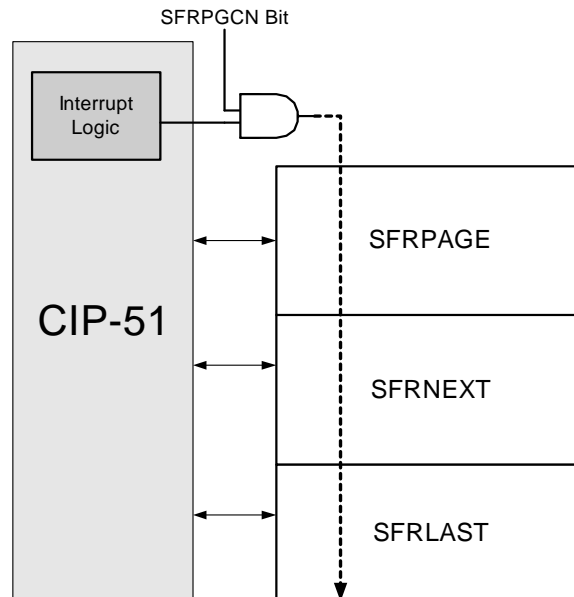 SFRPGCN Bit
Interrupt
Logic
SFRPAGE
CIP-51
SFRNEXT
SFRLAST